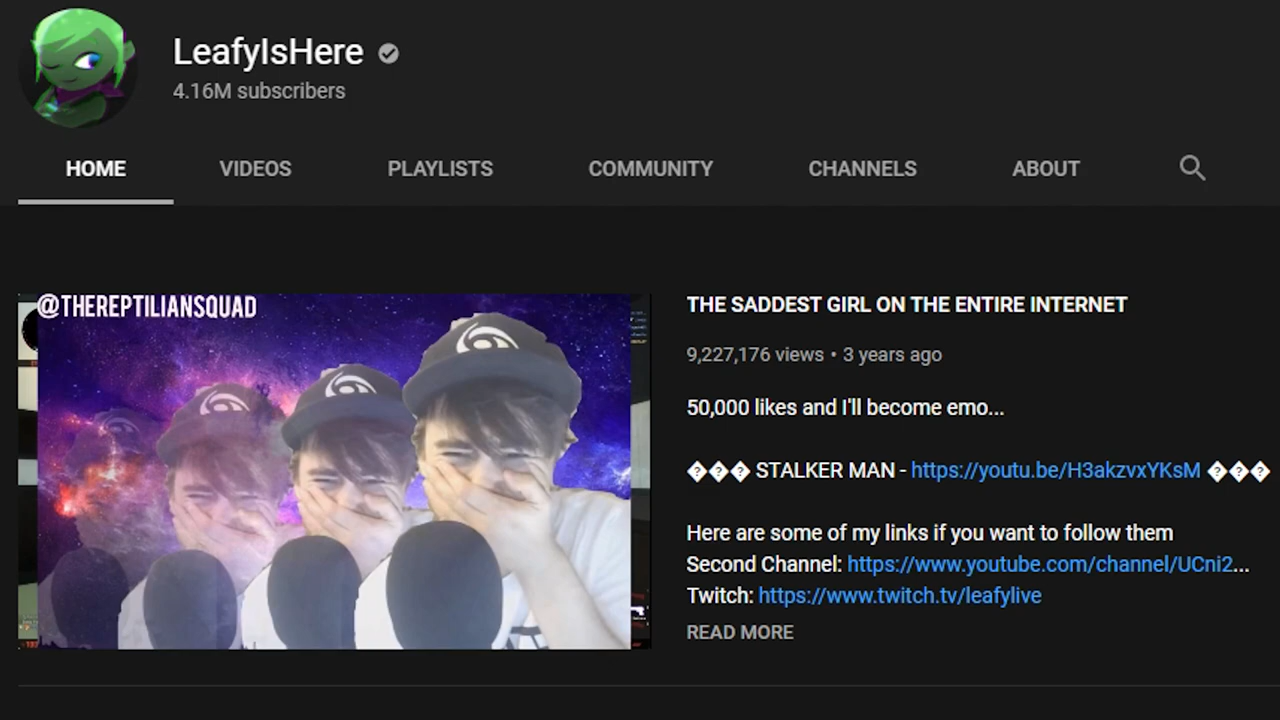 LeafyIsHere
4.16M subscribers
HOME VIDEOS PLAYLISTS COMMUNITY CHANNELS ABOUT
@THEREPTILIANSQUAD
THE SADDEST GIRL ON THE ENTIRE INTERNET
9,227,176 views • 3 years ago
50,000 likes and I'll become emo...
��� STALKER MAN - https://youtu.be/H3akzvxYKsM ���
Here are some of my links if you want to follow them
Second Channel: https://www.youtube.com/channel/UCni2...
Twitch: https://www.twitch.tv/leafylive
READ MORE